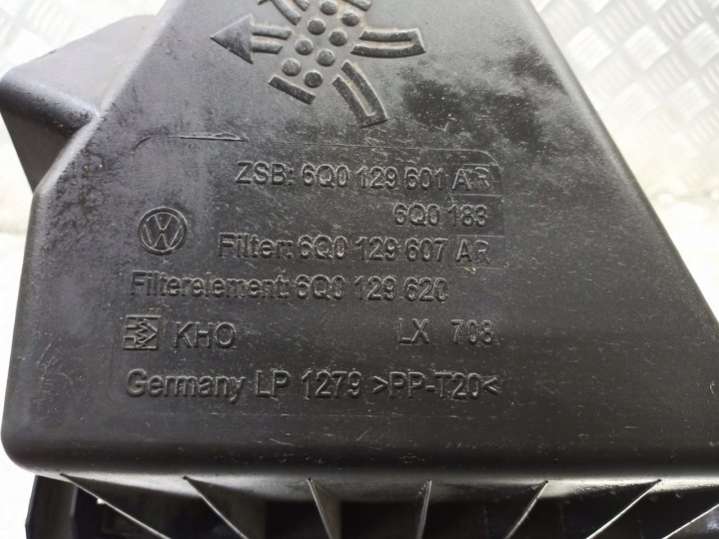 ZSB: 6Q0 129 601 AR
6Q0 183
Filter: 6Q0 129 607 AR
Filterelement: 6Q0 129 620
KHO LX 708
Germany LP 1279 >PP-T20<